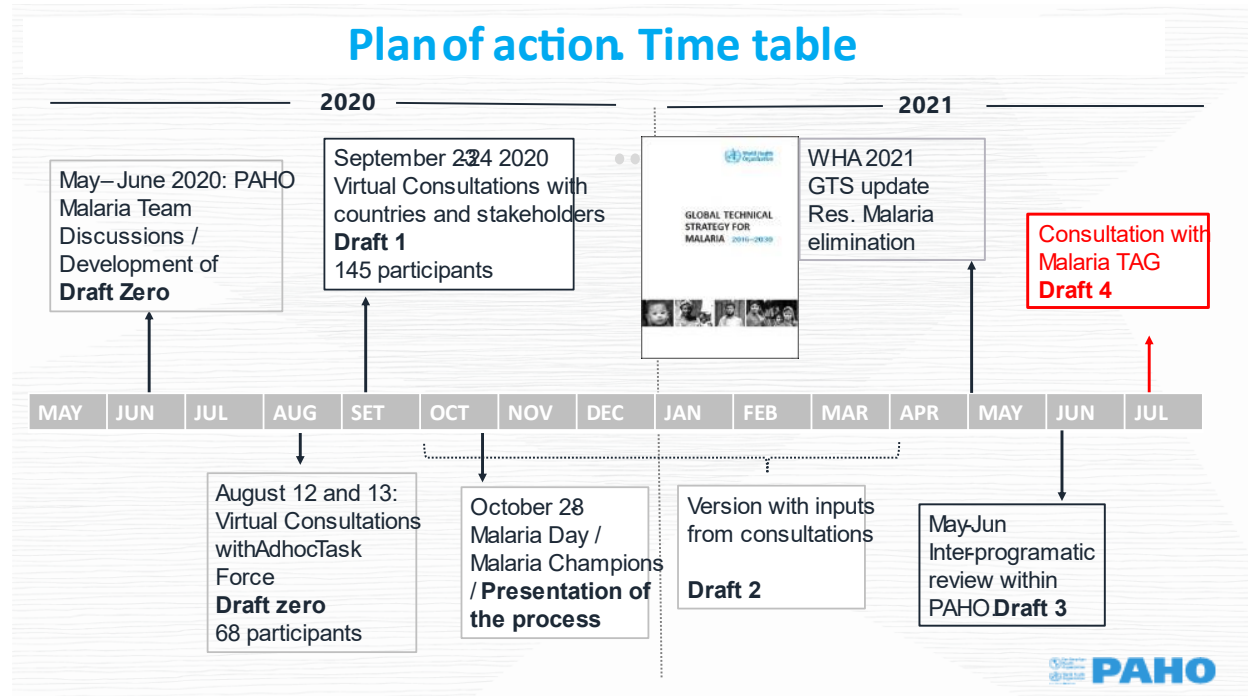 Plan of action. Time table
2020
2021
May–June 2020: PAHO
Malaria Team
Discussions /
Development of
Draft Zero
September 23-24 2020
Virtual Consultations with
countries and stakeholders
Draft 1
145 participants
World Health
Organization
GLOBAL TECHNICAL
STRATEGY FOR
MALARIA 2016–2030
WHA 2021
GTS update
Res. Malaria
elimination
Consultation with
Malaria TAG
Draft 4
MAY JUN JUL AUG SET OCT NOV DEC JAN FEB MAR APR MAY JUN JUL
August 12 and 13:
Virtual Consultations
withAdhocTask
Force
Draft zero
68 participants
October 28-
Malaria Day /
Malaria Champions
/ Presentation of
the process
Version with inputs
from consultations
Draft 2
May-Jun
Inter-programatic
review within
PAHO.Draft 3
PAHO